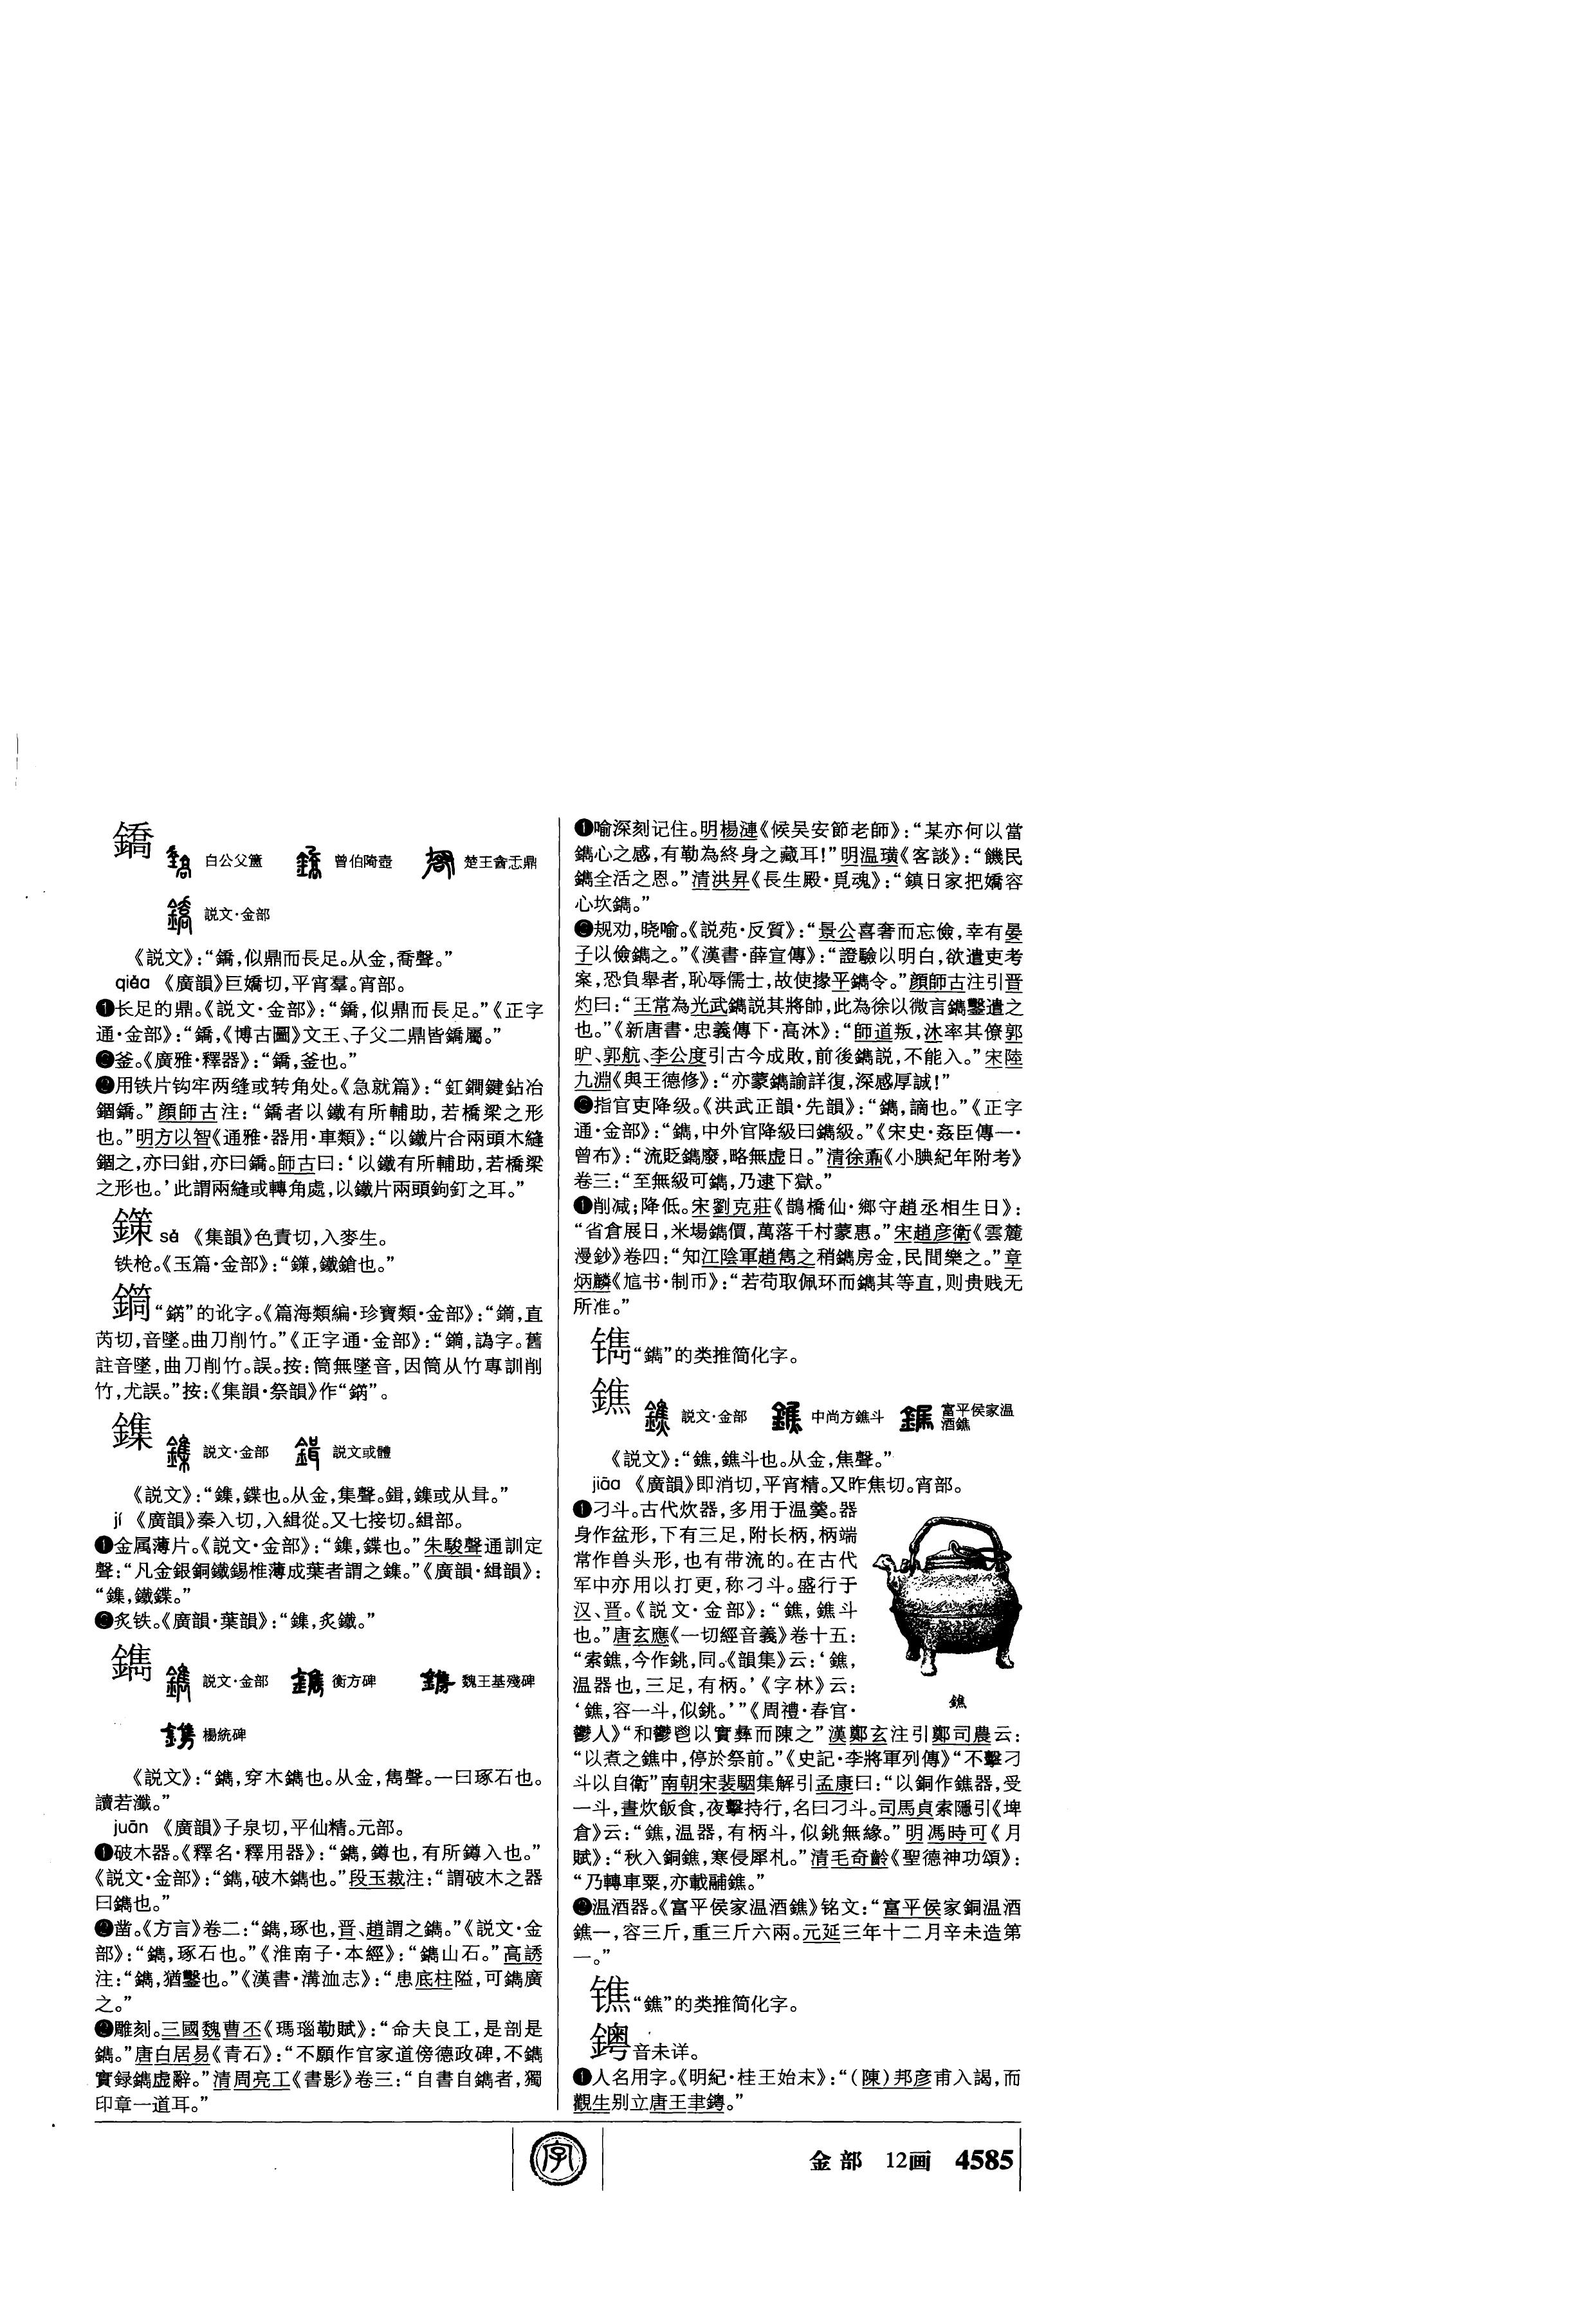 鐈 白公父簠 曾伯陭壺 楚王酓忎鼎
説文·金部
《説文》:“鐈,似鼎而長足。从金,喬聲。”
《廣韻》巨嬌切,平宵羣。宵部。
❶长足的鼎。《説文·金部》:“鐈,似鼎而長足。”《正字
通·金部》:“鐈,《博古圖》文王、子父二鼎皆鐈屬。”
釜。《廣雅·釋器》:“鐈,釜也。”
用铁片钩牢两缝或转角处。《急就篇》:“釭鐧鍵鉆冶
錮鐈。”顔師古注:“鐈者以鐵有所輔助,若橋梁之形
也。”明方以智《通雅·器用·車類》:“以鐵片合兩頭木縫
錮之,亦曰鉗,亦曰鐈。師古曰:‘以鐵有所輔助,若橋梁
之形也。’此謂兩縫或轉角處,以鐵片兩頭鉤釘之耳。”
《集韻》色責切,入麥生。
铁枪。《玉篇·金部》:“,鐵鎗也。”
“”的讹字。《篇海類編·珍寶類·金部》:“,直
芮切,音墜。曲刀削竹。”《正字通·金部》:“,譌字。舊
註音墜,曲刀削竹。誤。按:筒無墜音,因筒从竹專訓削
竹,尤誤。”按:《集韻·祭韻》作“”。
鏶 説文·金部 説文或體
《説文》:“鏶,鍱也。从金,集聲。鍓,鏶或从咠。”
jí 《廣韻》秦入切,入緝從。又七接切。緝部。
❶金属薄片。《説文·金部》:“鏶,鍱也。”朱駿聲通訓定
聲:“凡金銀銅鐵錫椎薄成葉者謂之鏶。”《廣韻·緝韻》:
“鏶,鐵鍱。”
炙铁。《廣韻·葉韻》:“鏶,炙鐵。”
鐫 説文·金部 衡方碑 魏王基殘碑
楊統碑
《説文》:“鐫,穿木鐫也。从金,雋聲。一曰琢石也。
讀若瀸。”
juān 《廣韻》子泉切,平仙精。元部。
❶破木器。《釋名·釋用器》:“鐫,鐏也,有所鐏入也。”
《説文·金部》:“鐫,破木鐫也。”段玉裁注:“謂破木之器
曰鐫也。”
❷凿。《方言》卷二:“鐫,琢也,晋、趙謂之鐫。”《説文·金
部》:“鐫,琢石也。”《淮南子·本經》:“鐫山石。”高誘
注:“鐫,猶鑿也。”《漢書·溝洫志》:“患底柱隘,可鐫廣
之。”
雕刻。三國魏曹丕《瑪瑙勒賦》:“命夫良工,是剖是
鐫。”唐白居易《青石》:“不願作官家道傍德政碑,不鐫
實録鐫虚辭。”清周亮工《書影》卷三:“自書自鐫者,獨
印章一道耳。”
喻深刻记住。明楊漣《候吴安節老師》:“某亦何以當
鐫心之感,有勒為終身之藏耳!”明温璜《客談》:“饑民
鐫全活之恩。”清洪昇《長生殿·覓魂》:“鎮日家把嬌容
心坎鐫。”
规劝,晓喻。《説苑·反質》:“景公喜奢而忘儉,幸有晏
子以儉鐫之。”《漢書·薛宣傳》:“證驗以明白,欲遣吏考
案,恐負舉者,恥辱儒士,故使掾平鐫令。”顔師古注引晋
灼曰:“王常為光武鐫説其將帥,此為徐以微言鐫鑿遣之
也。”《新唐書·忠義傳下·高沐》:“師道叛,沐率其僚郭
昈、郭航、李公度引古今成敗,前後鐫説,不能入。”宋陸
九淵《與王德修》:“亦蒙鐫諭詳復,深感厚誠!”
指官吏降级。《洪武正韻·先韻》:“鐫,謫也。”《正字
通·金部》:“鐫,中外官降級曰鐫級。”《宋史·姦臣傳一·
曾布》:“流貶鐫廢,略無虚日。”清徐鼒《小腆紀年附考》
卷三:“至無級可鐫,乃逮下獄。”
削减;降低。宋劉克莊《鵲橋仙·鄉守趙丞相生日》:
“省倉展日,米場鐫價,萬落千村蒙惠。”宋趙彦衛《雲麓
漫鈔》卷四:“知江陰軍趙雋之稍鐫房金,民間樂之。”章
炳麟《訄书·制币》:“若苟取佩环而鐫其等直,则贵贱无
所准。”
镌“鐫”的类推简化字。
鐎 説文·金部 中尚方鐎斗 富平侯家温
酒鐎
《説文》:“鐎,鐎斗也。从金,焦聲。”
《廣韻》即消切,平宵精。又昨焦切。宵部。
❶刁斗。古代炊器,多用于温羹。器
身作盆形,下有三足,附长柄,柄端
常作兽头形,也有带流的。在古代
军中亦用以打更,称刁斗。盛行于
汉、晋。《説文·金部》:“鐎,鐎斗
也。”唐玄應《一切經音義》卷十五:
“索鐎,今作銚,同。《韻集》云:‘鐎,
温器也,三足,有柄。’《字林》云:
‘鐎,容一斗,似銚。’”《周禮·春官·
鐎
鬱人》“和鬱鬯以實彝而陳之”漢鄭玄注引鄭司農云:
“以煮之鐎中,停於祭前。”《史記·李將軍列傳》“不擊刁
斗以自衛”南朝宋裴駰集解引孟康曰:“以銅作鐎器,受
一斗,晝炊飯食,夜擊持行,名曰刁斗。司馬貞索隱引《埤
倉》云:“鐎,温器,有柄斗,似銚無緣。”明馮時可《月
賦》:“秋入銅鐎,寒侵犀札。”清毛奇齡《聖德神功頌》:
“乃轉車粟,亦載鬴鐎。”
❷温酒器。《富平侯家温酒鐎》铭文:“富平侯家銅温酒
鐎一,容三斤,重三斤六兩。元延三年十二月辛未造第
一。”
“鐎”的类推简化字。
音未详。
❶人名用字。《明紀·桂王始末》:“(陳)邦彦甫入謁,而
觀生别立唐王聿。”
字
金部 12画 4585